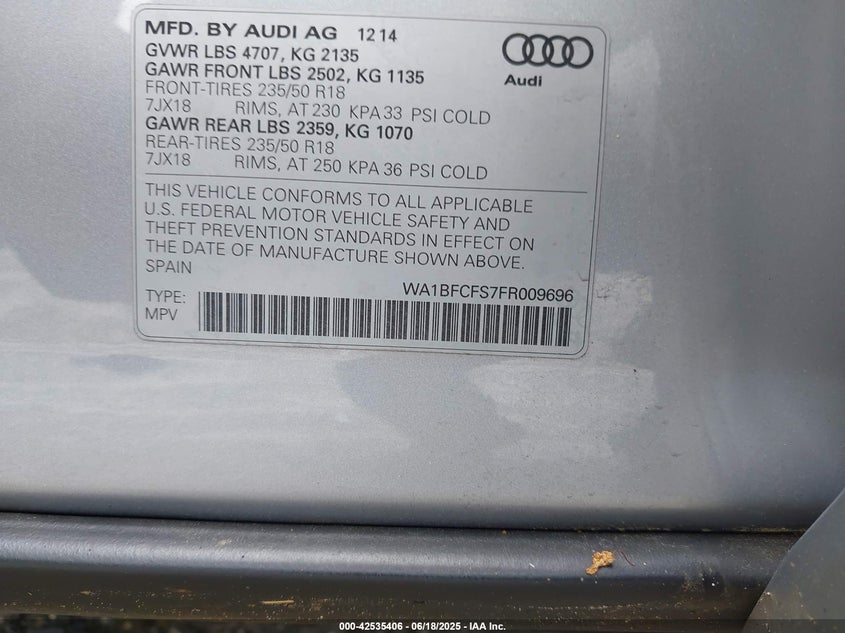 MFD. BY AUDI AG 12 14
GVWR LBS 4707, KG 2135
GAWR FRONT LBS 2502, KG 1135
FRONT-TIRES 235/50 R18
7JX18 RIMS, AT 230 KPA 33 PSI COLD
GAWR REAR LBS 2359, KG 1070
REAR-TIRES 235/50 R18
7JX18 RIMS, AT 250 KPA 36 PSI COLD
Audi
THIS VEHICLE CONFORMS TO ALL APPLICABLE
U.S. FEDERAL MOTOR VEHICLE SAFETY AND
THEFT PREVENTION STANDARDS IN EFFECT ON
THE DATE OF MANUFACTURE SHOWN ABOVE.
SPAIN
WA1BFCFS7FR009696
TYPE:
MPV
000-42535406 - 06/18/2025 - IAA Inc.